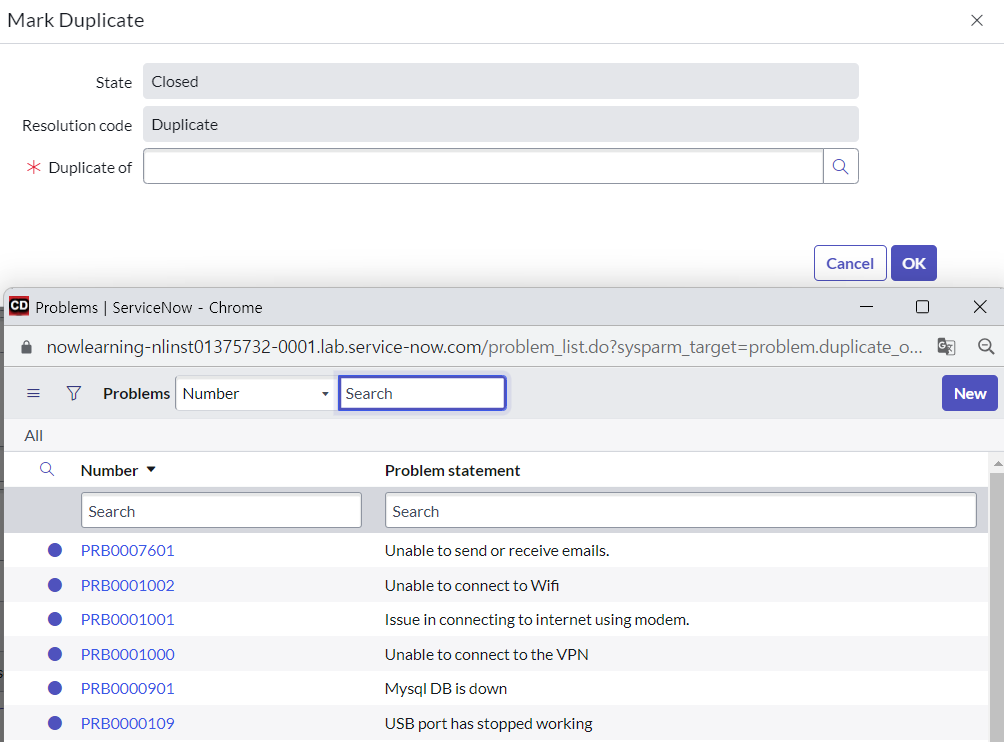 Mark Duplicate
State Closed
Resolution code Duplicate
* Duplicate of
Cancel OK
CD Problems | ServiceNow - Chrome
nowlearning-nlinst01375732-0001.lab.service-now.com/problem_list.do?sysparm_target=problem.duplicate_o...
Problems Number Search New
All
Number Problem statement
Search Search
PRB0007601 Unable to send or receive emails.
PRB0001002 Unable to connect to Wifi
PRB0001001 Issue in connecting to internet using modem.
PRB0001000 Unable to connect to the VPN
PRB0000901 Mysql DB is down
PRB0000109 USB port has stopped working